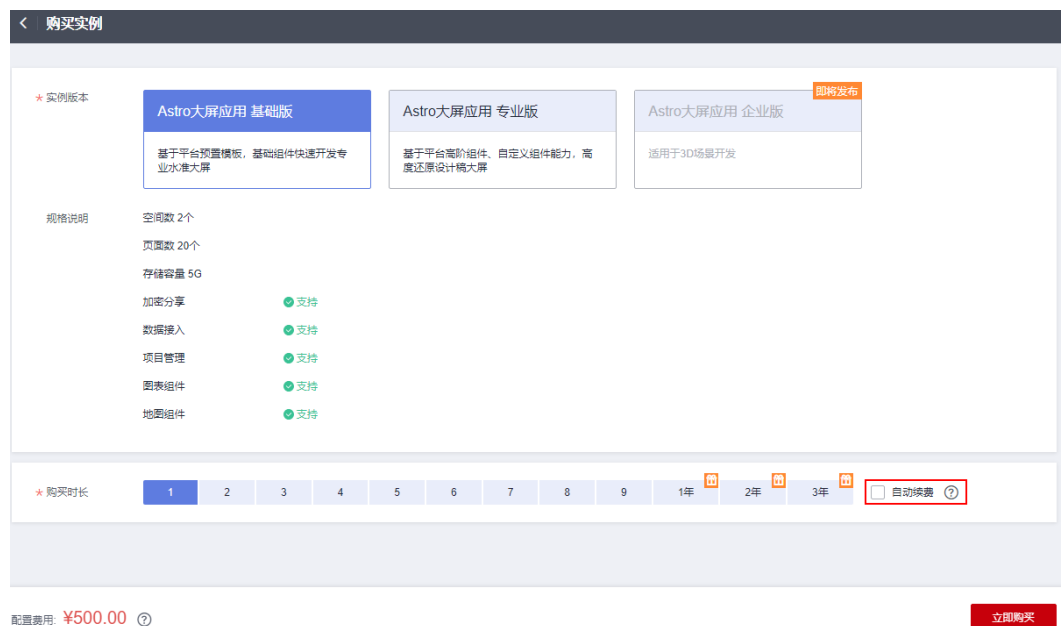 购买实例
即将发布
* 实例版本
Astro大屏应用 基础版
Astro大屏应用 专业版
Astro大屏应用 企业版
基于平台预置模板，基础组件快速开发专
业水准大屏
基于平台高阶组件、自定义组件能力，高
度还原设计稿大屏
适用于3D场景开发
规格说明
空间数 2个
页面数 20个
存储容量 5G
加密分享 支持
数据接入 支持
项目管理 支持
图表组件 支持
地图组件 支持
* 购买时长 1 2 3 4 5 6 7 8 9 1年 2年 3年 自动续费 ?
配置费用: ¥500.00 ? 立即购买